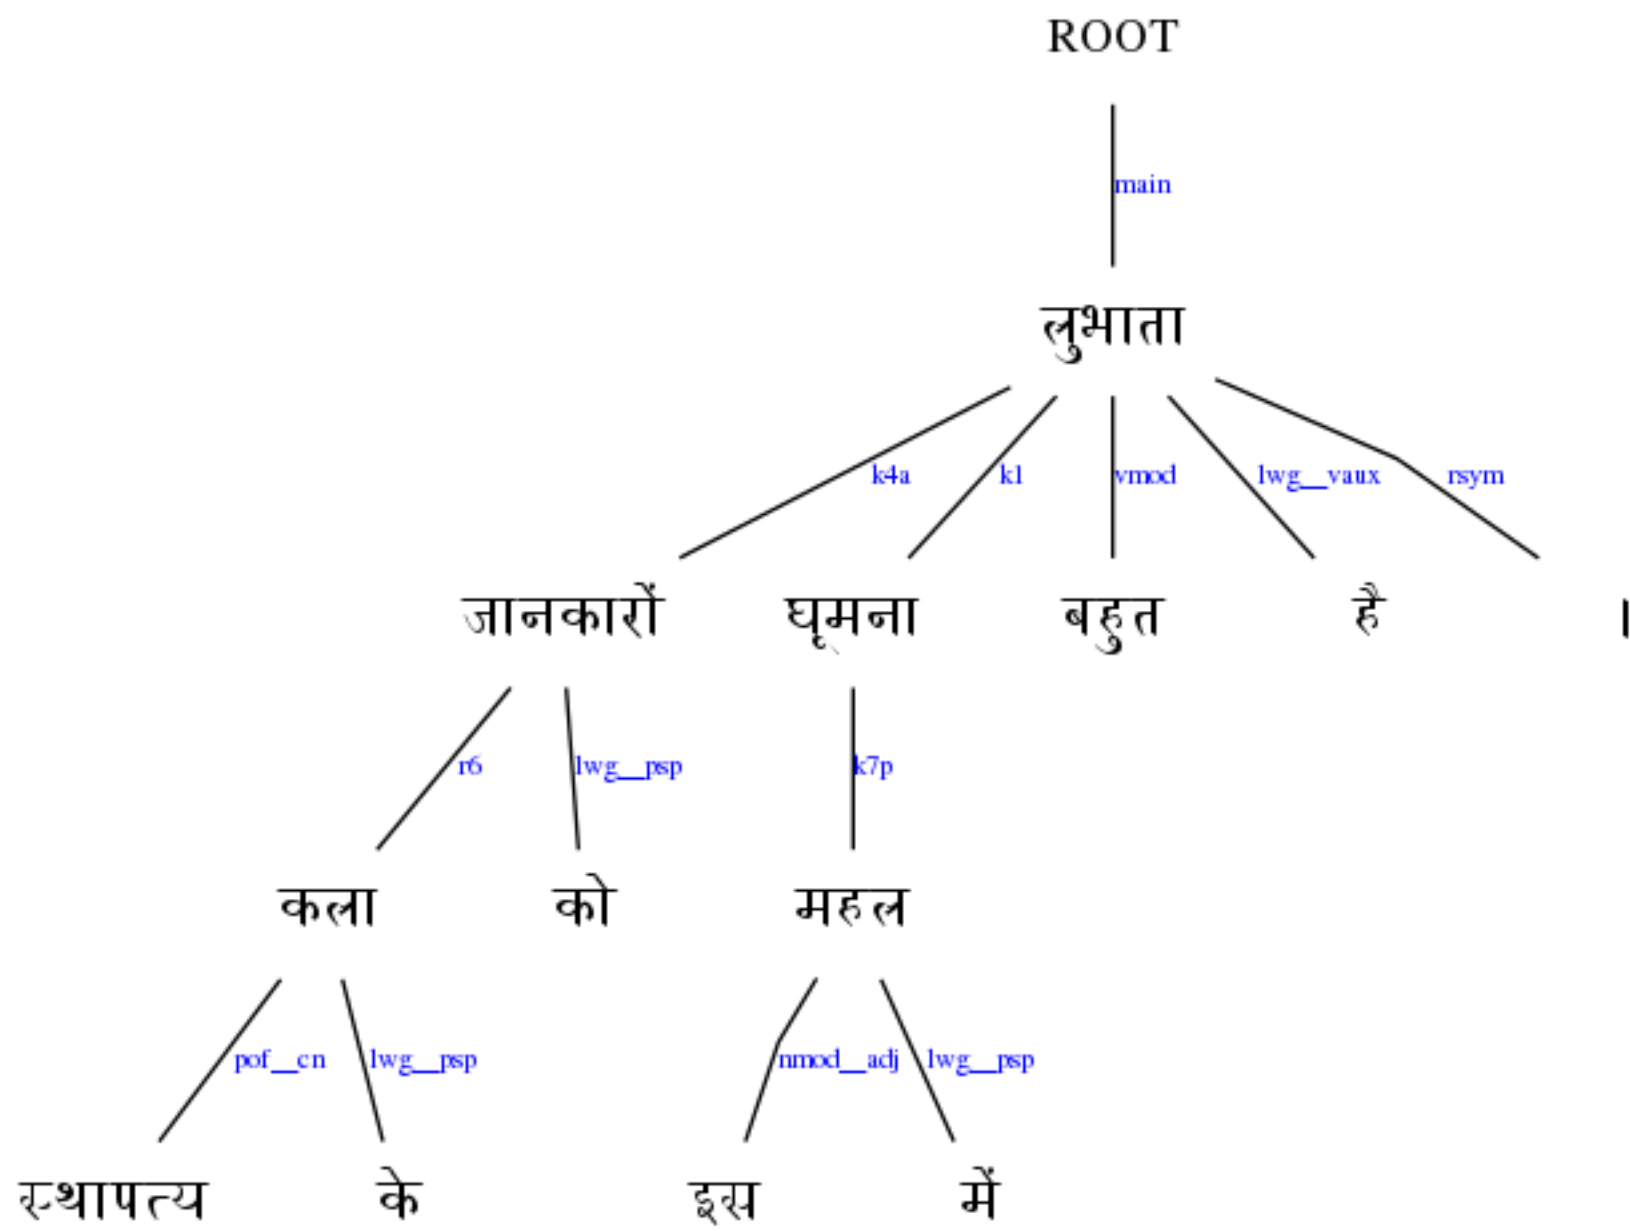 ROOT
main
लुभाता
k4a k1 vmod lwg__vaux rsym
जानकारों घूमना बहुत है ।
r6 lwg__psp k7p
कला को महल
pof__cn lwg__psp nmod__adj lwg__psp
स्थापत्य के इस में